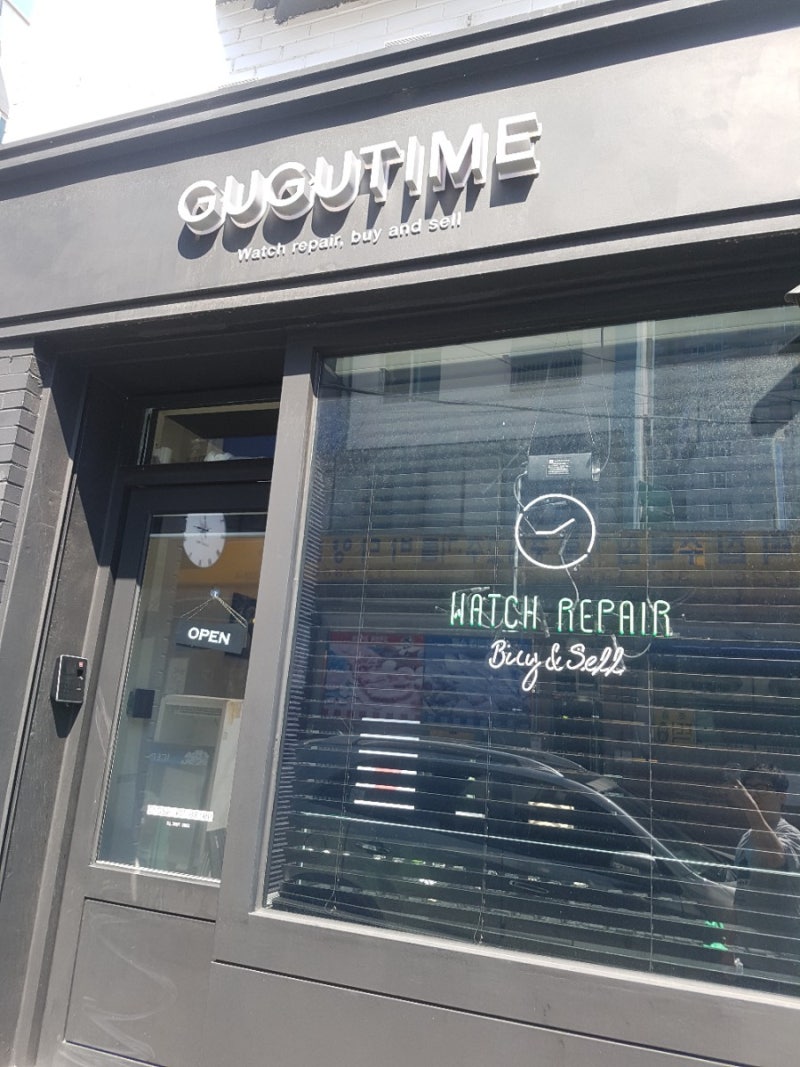 GUGUTIME
Watch repair, buy and sell
OPEN
WATCH REPAIR
Buy & Sell